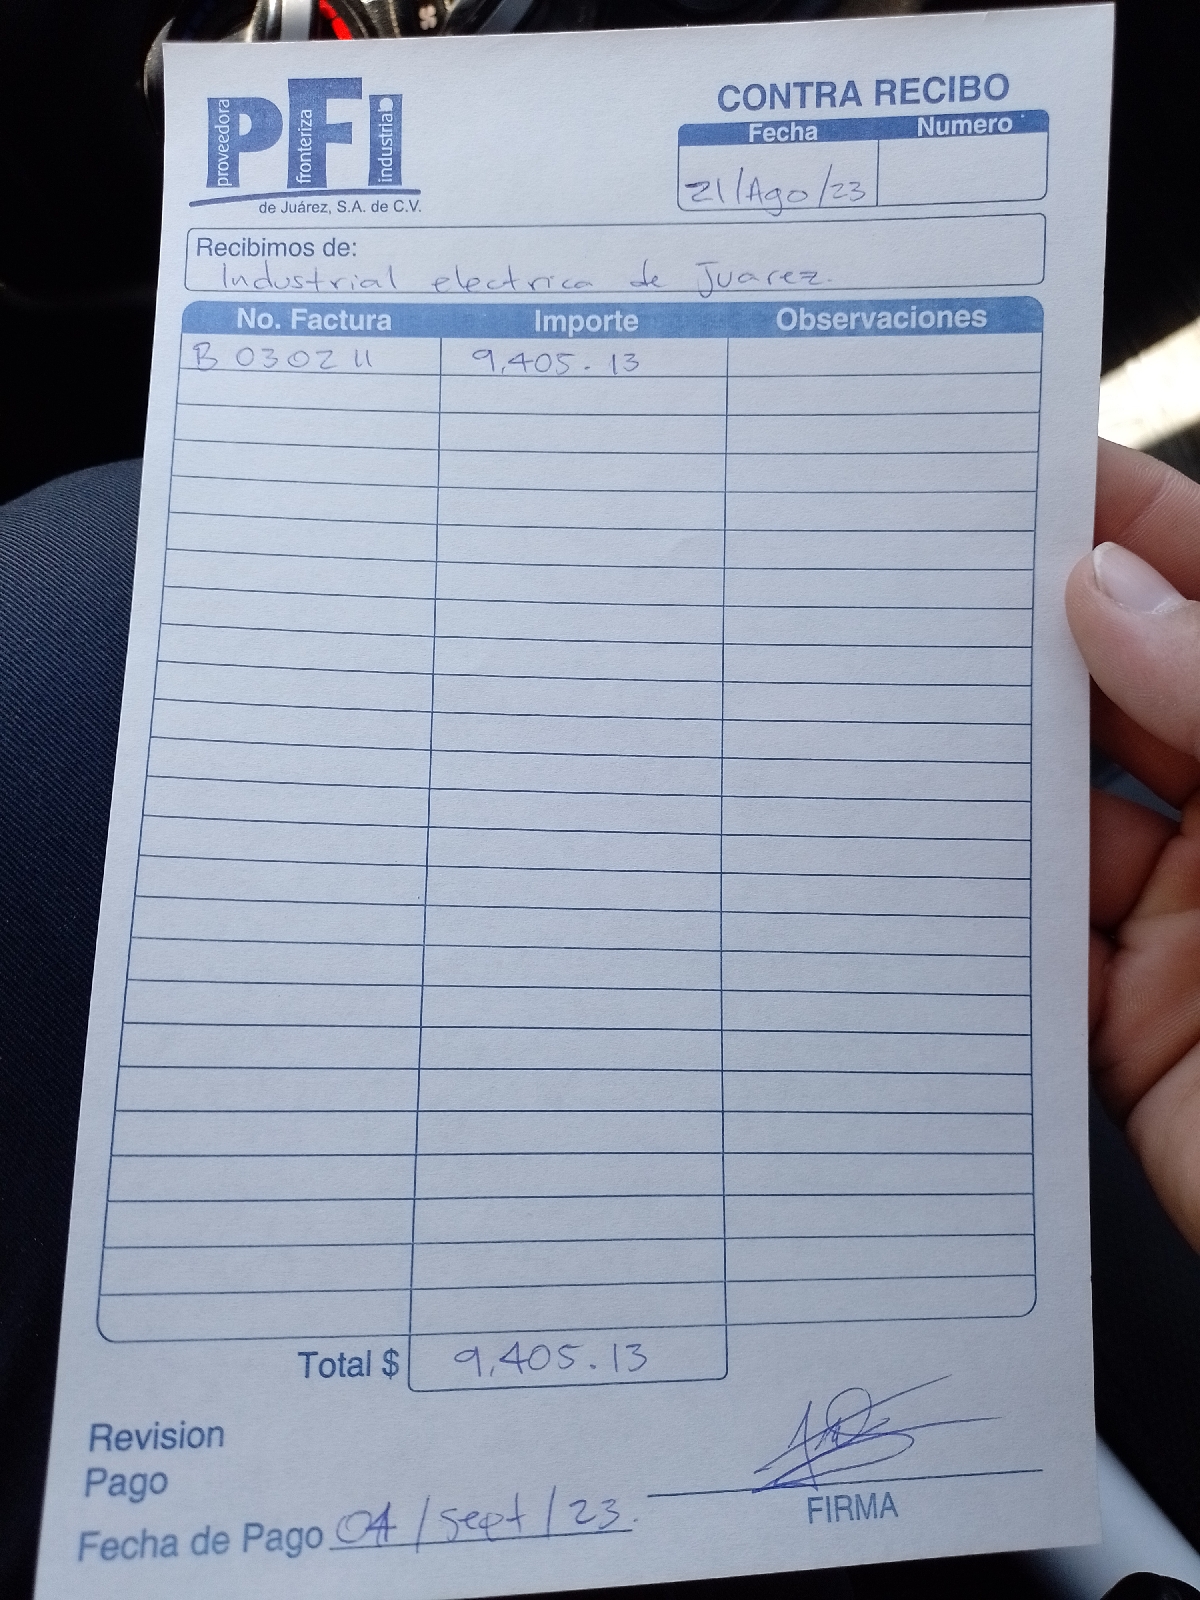 proveedora
fronteriza
industrial
PFI
de Juárez, S.A. de C.V.
CONTRA RECIBO
Fecha Numero
21/Ago/23
Recibimos de:
Industrial electrica de Juarez.
No. Factura Importe Observaciones
B 030211 9,405.13
Total $ 9,405.13
Revision
Pago
Fecha de Pago 04/sept/23.
FIRMA